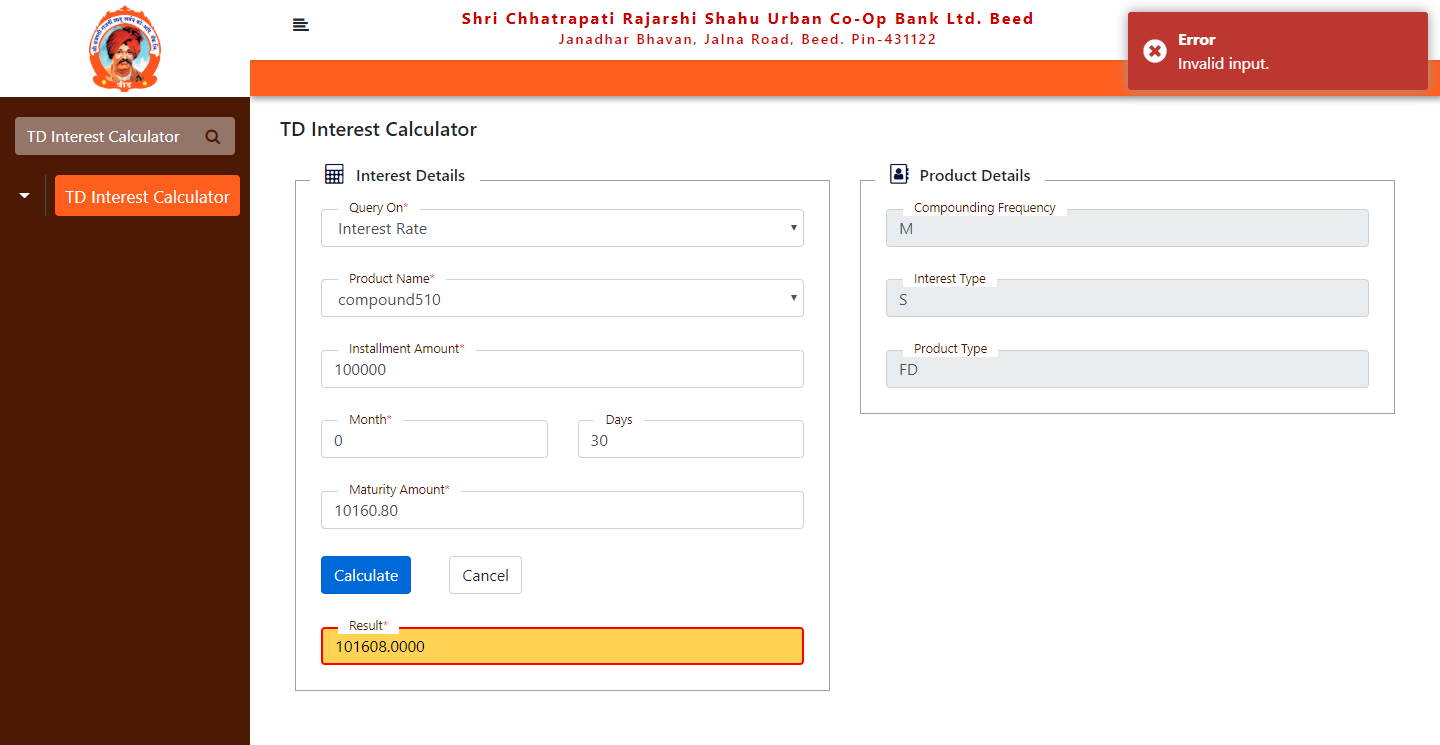 Shri Chhatrapati Rajarshi Shahu Urban Co-Op Bank Ltd. Beed
Janadhar Bhavan, Jalna Road, Beed. Pin-431122
Error
Invalid input.
बीड
TD Interest Calculator
TD Interest Calculator
TD Interest Calculator
Interest Details
Query On*
Interest Rate
Product Name*
compound510
Installment Amount*
100000
Month*
0
Days
30
Maturity Amount*
10160.80
Calculate
Cancel
Result*
101608.0000
Product Details
Compounding Frequency
M
Interest Type
S
Product Type
FD